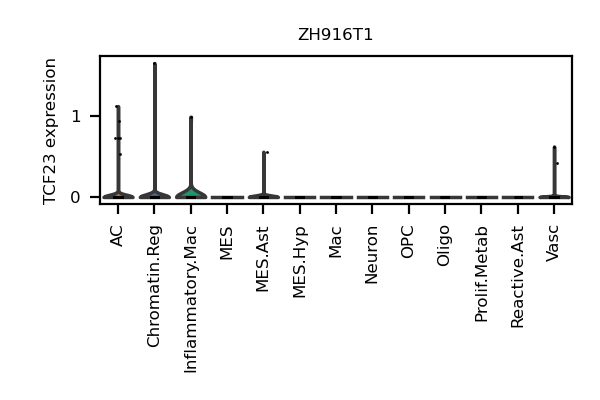 ZH916T1
TCF23 expression
1
0
AC
Chromatin.Reg
Inflammatory.Mac
MES
MES.Ast
MES.Hyp
Mac
Neuron
OPC
Oligo
Prolif.Metab
Reactive.Ast
Vasc